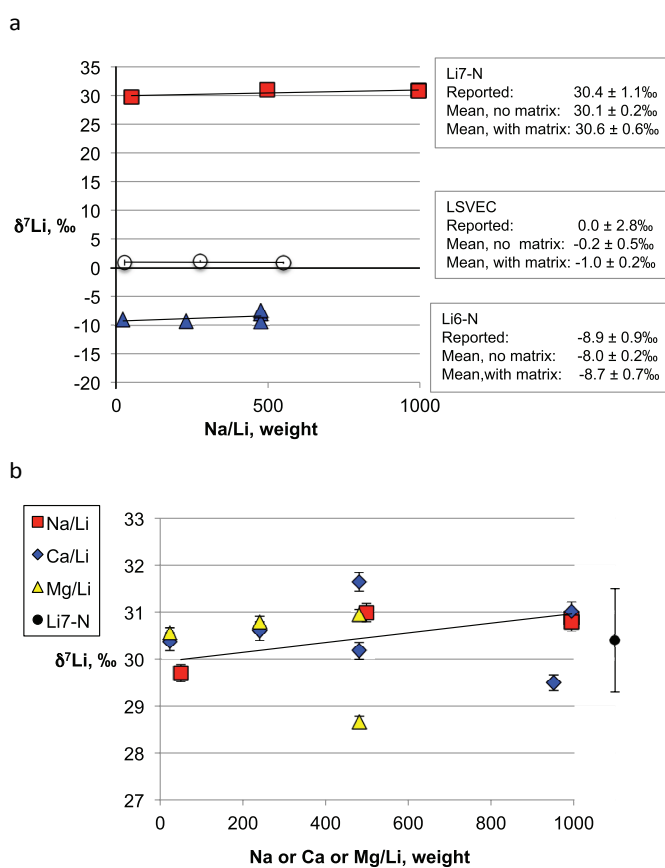 a
35
30
25
20
15
10
5
0
-5
-10
-15
-20
δ⁷Li, ‰
0 500 1000
Na/Li, weight
Li7-N
Reported: 30.4 ± 1.1‰
Mean, no matrix: 30.1 ± 0.2‰
Mean, with matrix: 30.6 ± 0.6‰
LSVEC
Reported: 0.0 ± 2.8‰
Mean, no matrix: -0.2 ± 0.5‰
Mean, with matrix: -1.0 ± 0.2‰
Li6-N
Reported: -8.9 ± 0.9‰
Mean, no matrix: -8.0 ± 0.2‰
Mean,with matrix: -8.7 ± 0.7‰
b
Na/Li
Ca/Li
Mg/Li
Li7-N
δ⁷Li, ‰
33
32
31
30
29
28
27
0 200 400 600 800 1000
Na or Ca or Mg/Li, weight